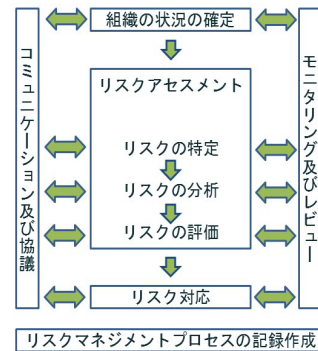 組織の状況の確定
コミュニケーション及び協議
リスクアセスメント
リスクの特定
リスクの分析
リスクの評価
モニタリング及びレビュー
リスク対応
リスクマネジメントプロセスの記録作成